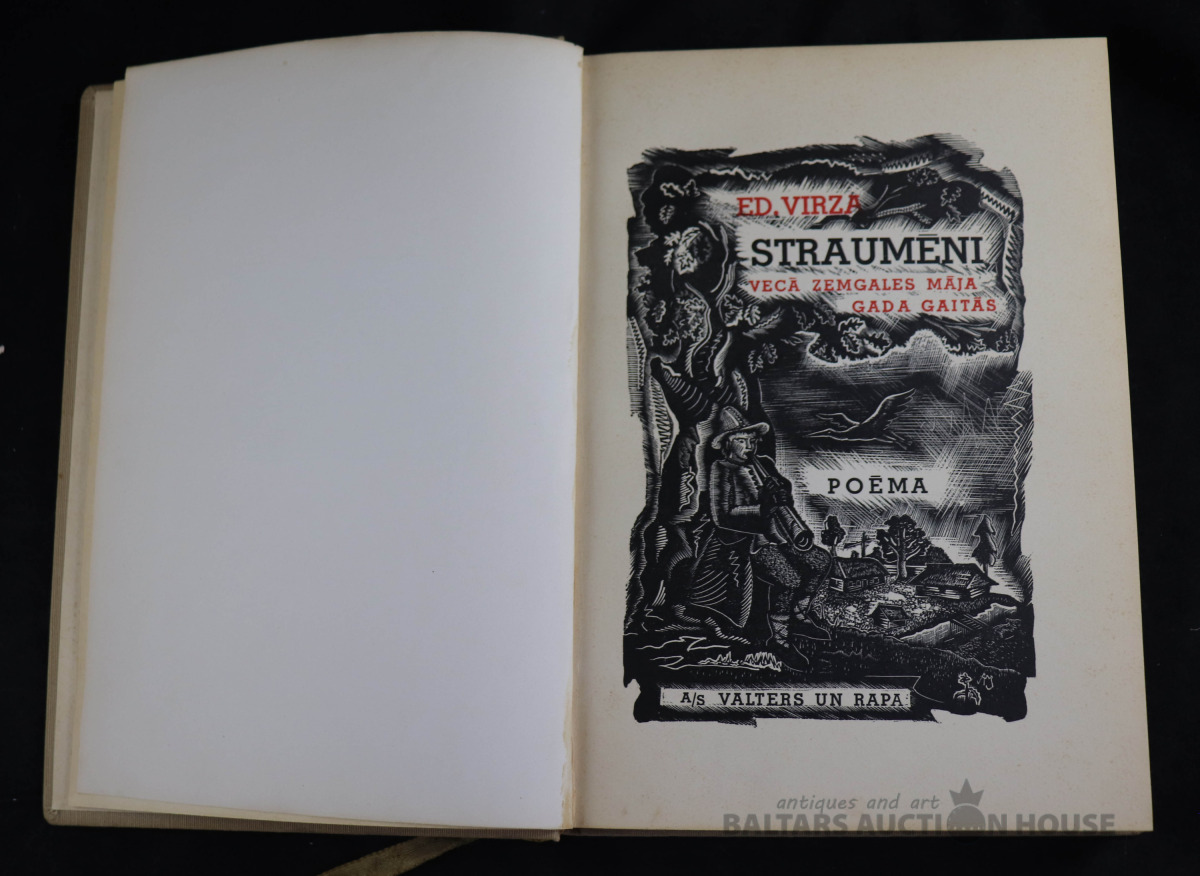 ED. VIRZA
STRAUMĒNI
VECĀ ZEMGALES MĀJA
GADA GAITĀS
POĒMA
A/S VALTERS UN RAPA
antiques and art
BALTARS AUCTION HOUSE